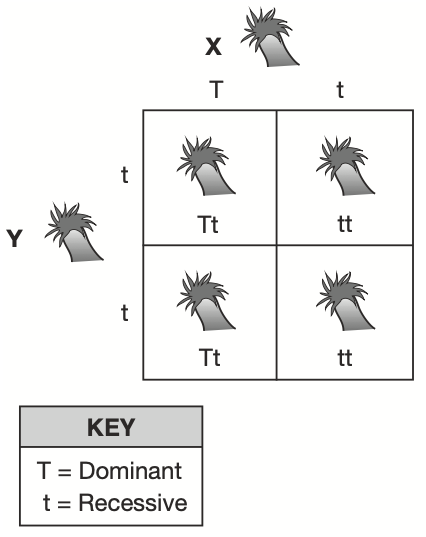 X
T t
t
Tt tt
Y
t
Tt tt
KEY
T = Dominant
t = Recessive